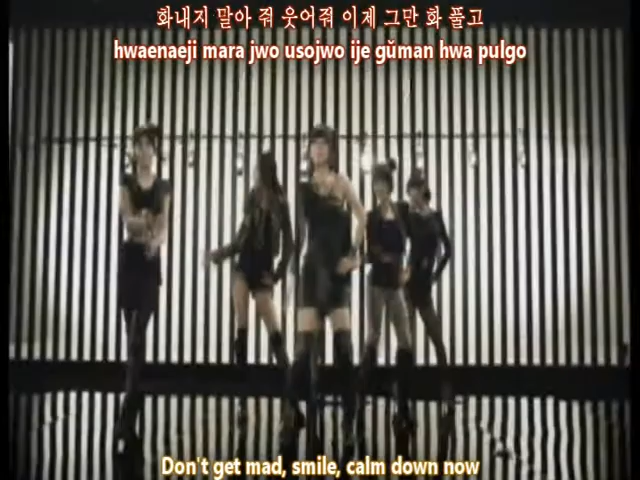 화내지 말아 줘 웃어줘 이제 그만 화 풀고
hwaenaeji mara jwo usojwo ije gŭman hwa pulgo
Don't get mad, smile, calm down now